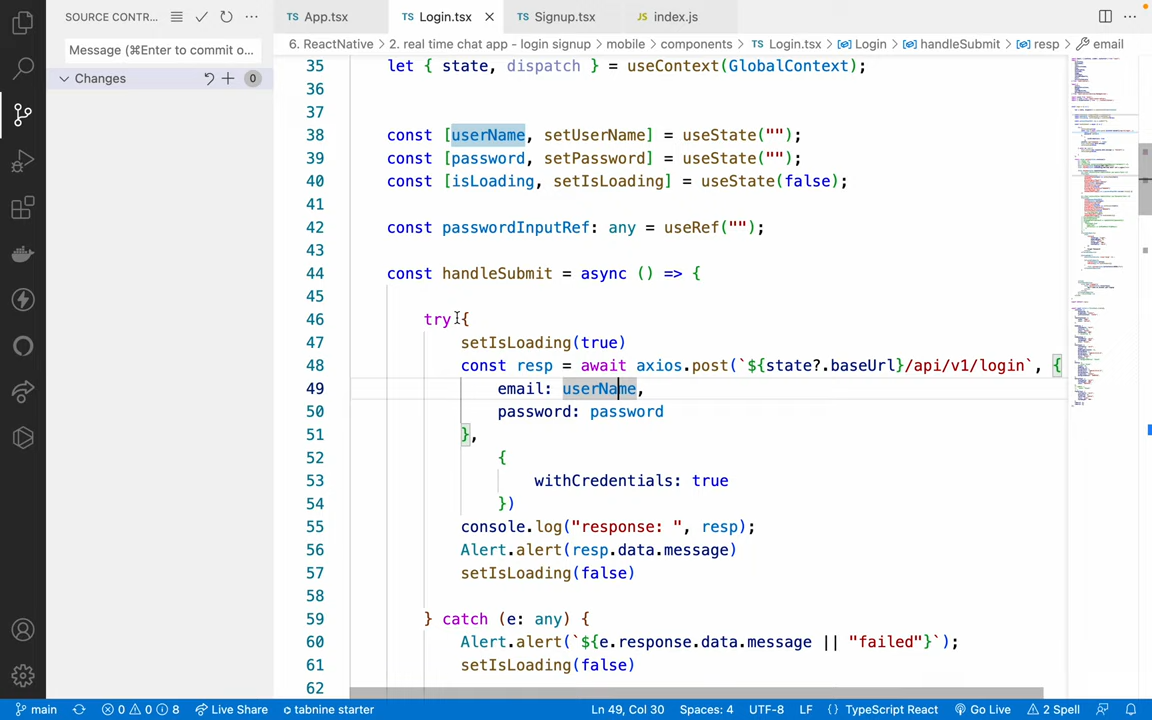 SOURCE CONTR...
App.tsx
Login.tsx
Signup.tsx
JS index.js
Message (⌘Enter to commit o...
6. ReactNative > 2. real time chat app - login signup > mobile > components > Login.tsx > Login > handleSubmit > resp > email
Changes
0
35 let { state, dispatch } = useContext(GlobalContext);
36
37
38 const [userName, setUserName] = useState("");
39 const [password, setPassword] = useState("");
40 const [isLoading, setIsLoading] = useState(false);
41
42 const passwordInputRef: any = useRef("");
43
44 const handleSubmit = async () => {
45
46 try {
47 setIsLoading(true)
48 const resp = await axios.post(`${state?.baseUrl}/api/v1/login`, {
49 email: userName,
50 password: password
51 },
52 {
53 withCredentials: true
54 })
55 console.log("response: ", resp);
56 Alert.alert(resp.data.message)
57 setIsLoading(false)
58
59 } catch (e: any) {
60 Alert.alert(`${e.response.data.message || "failed"}`);
61 setIsLoading(false)
62
main
0
0
8
Live Share
tabnine starter
Ln 49, Col 30
Spaces: 4
UTF-8
LF
{} TypeScript React
Go Live
2 Spell